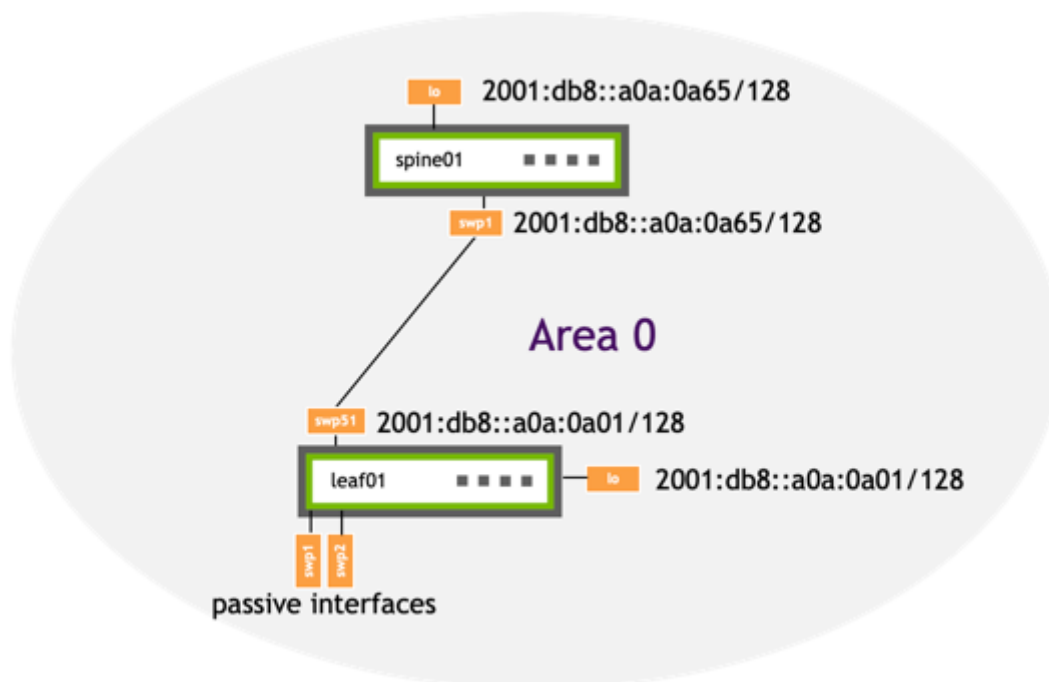 lo 2001:db8::a0a:0a65/128
spine01
swp1 2001:db8::a0a:0a65/128
Area 0
swp51 2001:db8::a0a:0a01/128
leaf01
lo 2001:db8::a0a:0a01/128
swp1
swp2
passive interfaces